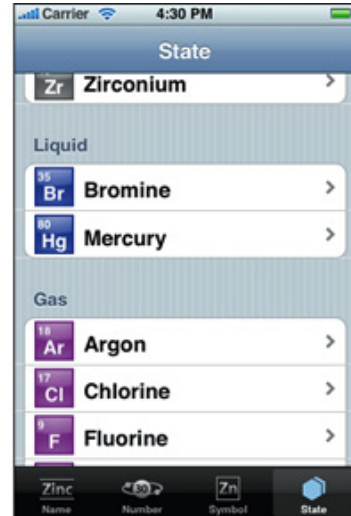 Carrier 4:30 PM
State
Zr Zirconium
Liquid
35
Br Bromine
80
Hg Mercury
Gas
18
Ar Argon
17
Cl Chlorine
9
F Fluorine
Zinc 30 Zn
Name Number Symbol State